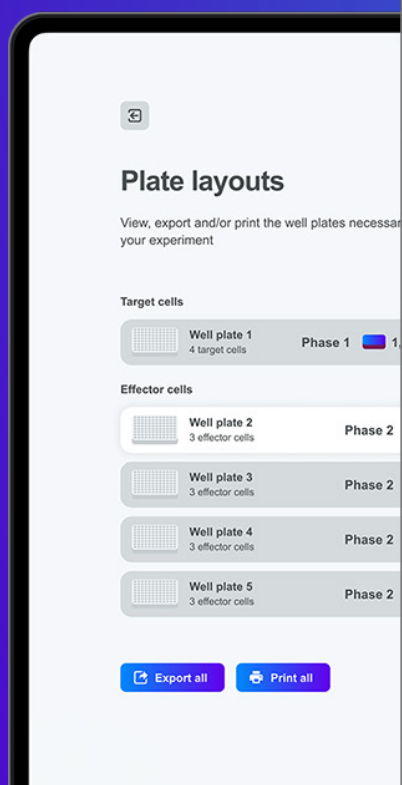 Plate layouts
View, export and/or print the well plates
your experiment
Target cells
Well plate 1
4 target cells
Phase 1
1,
Effector cells
Well plate 2
3 effector cells
Phase 2
Well plate 3
3 effector cells
Phase 2
Well plate 4
3 effector cells
Phase 2
Well plate 5
3 effector cells
Phase 2
Export all
Print all